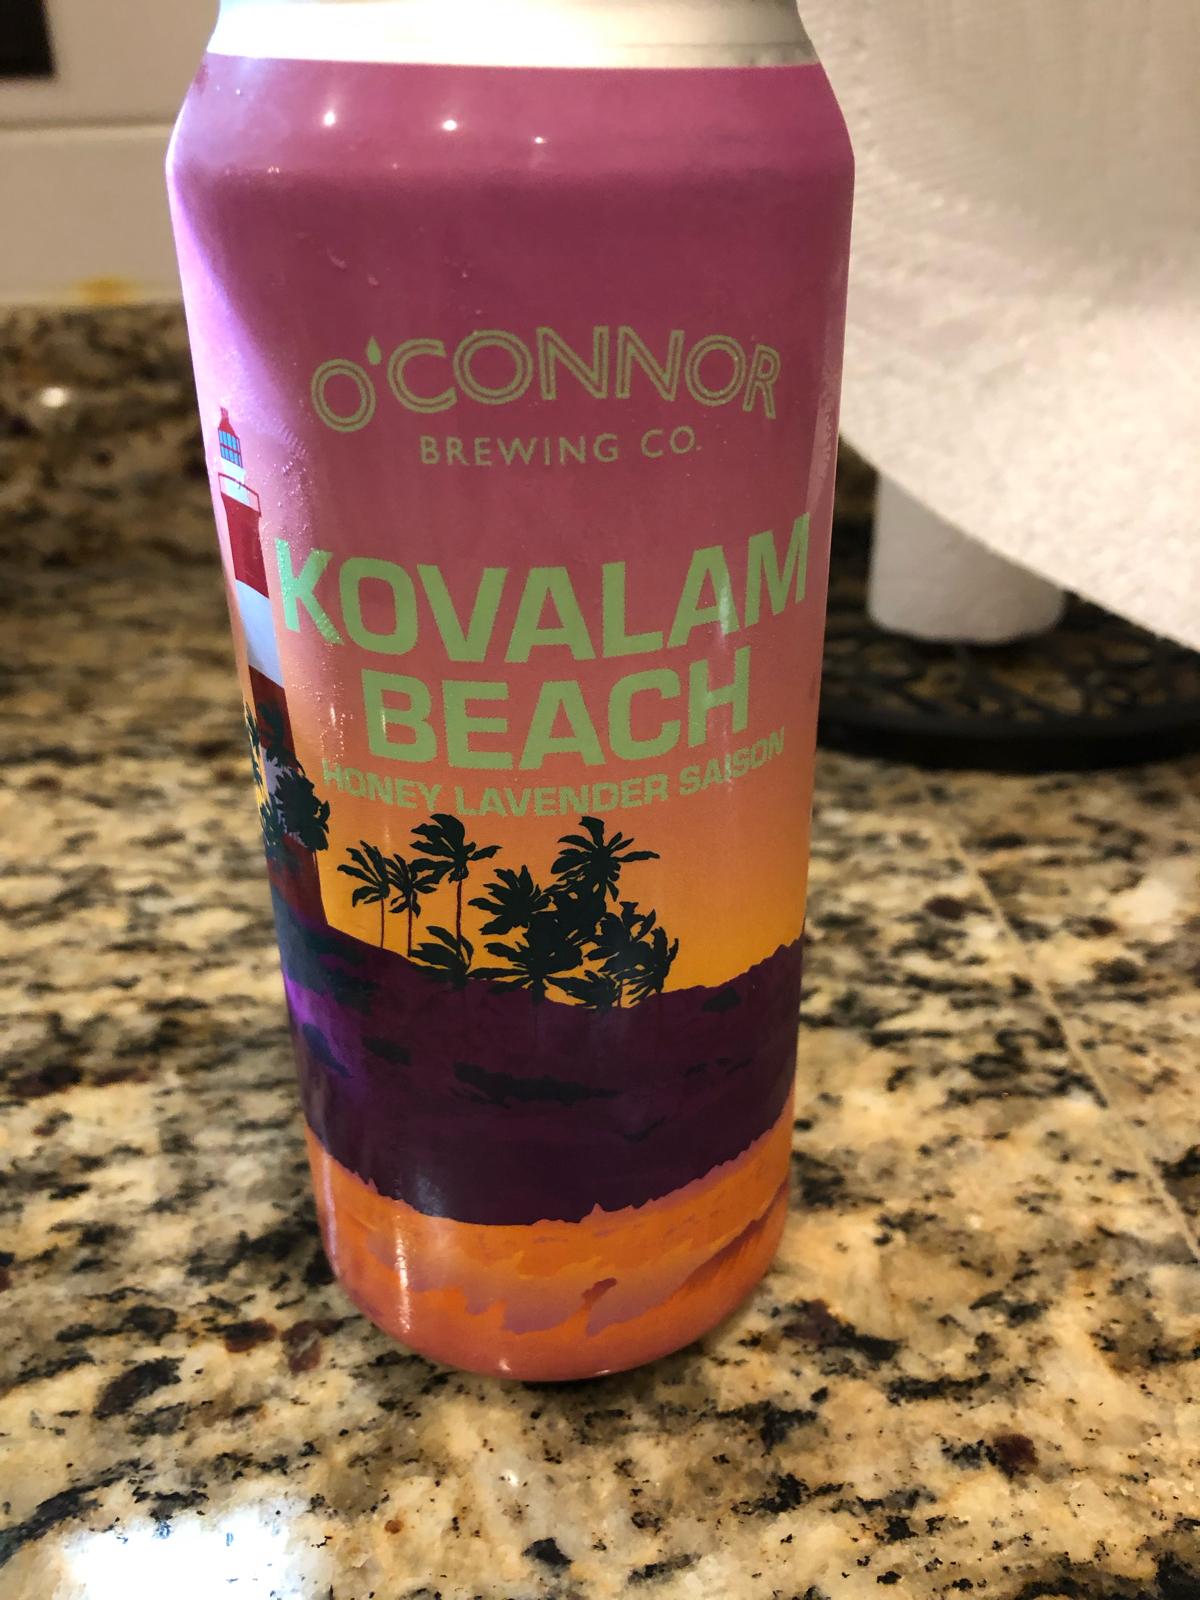 O'CONNOR
BREWING CO.
KOVALAM
BEACH
HONEY LAVENDER SAISON